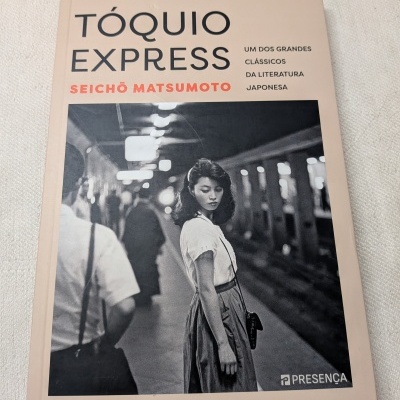 TÓQUIO
EXPRESS
SEICHŌ MATSUMOTO
UM DOS GRANDES
CLÁSSICOS
DA LITERATURA
JAPONESA
PRESENÇA